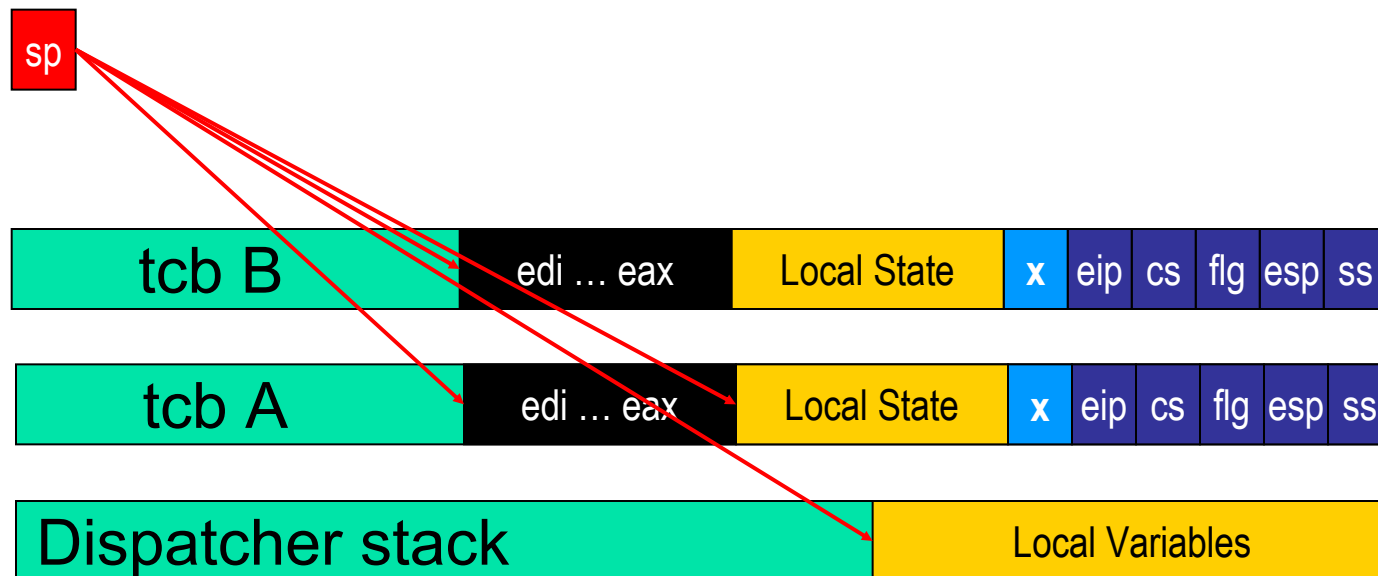 sp
tcb B edi … eax Local State x eip cs flg esp ss
tcb A edi … eax Local State x eip cs flg esp ss
Dispatcher stack Local Variables